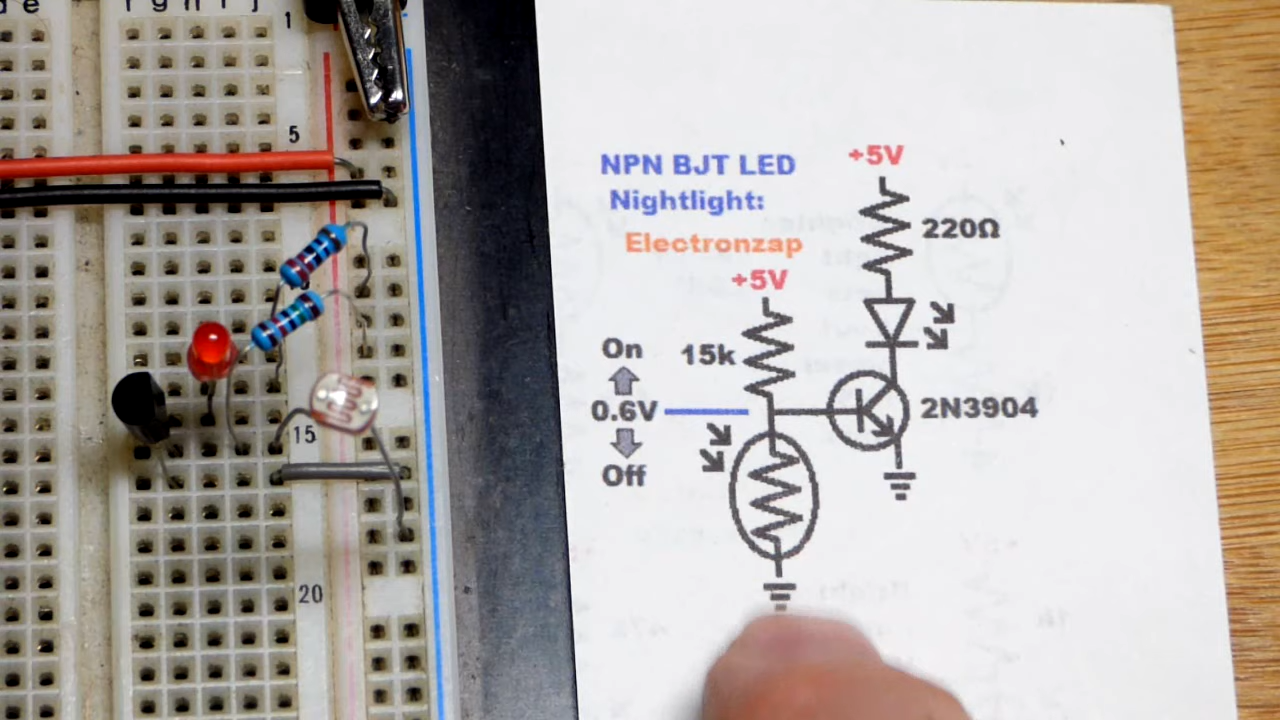 d e f g h i j
1
5
15
20
NPN BJT LED
Nightlight:
Electronzap
+5V
220Ω
+5V
15k
On
0.6V
Off
2N3904